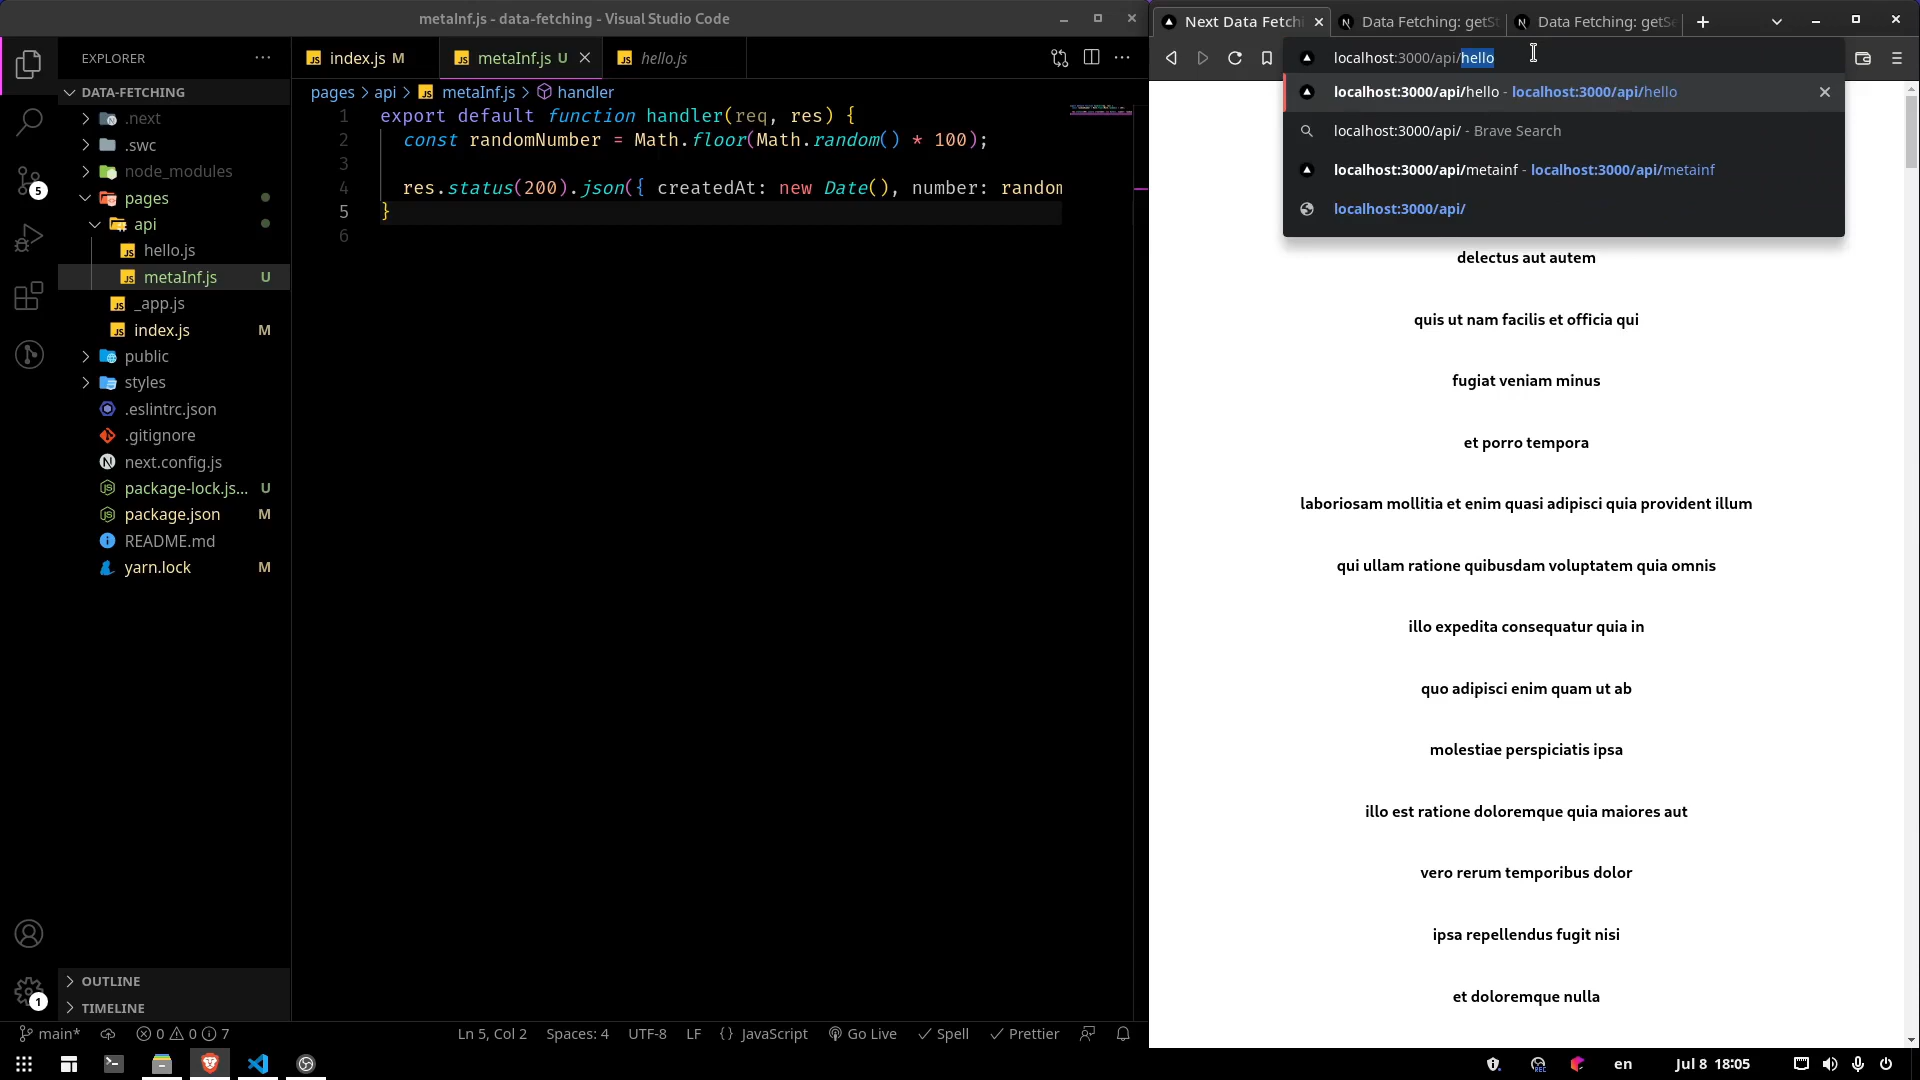 metaInf.js - data-fetching - Visual Studio Code
EXPLORER
DATA-FETCHING
.next
.swc
node_modules
pages
api
hello.js
metaInf.js U
_app.js
index.js M
public
styles
.eslintrc.json
.gitignore
next.config.js
package-lock.js... U
package.json M
README.md
yarn.lock M
OUTLINE
TIMELINE
5
1
index.js M
metaInf.js U
hello.js
pages > api > metaInf.js > handler
1 export default function handler(req, res) {
2 const randomNumber = Math.floor(Math.random() * 100);
3
4 res.status(200).json({ createdAt: new Date(), number: random
5 }
6
main*
0 0 7
Ln 5, Col 2
Spaces: 4
UTF-8
LF
{ } JavaScript
Go Live
Spell
Prettier
Next Data Fetchi
Data Fetching: getSt
Data Fetching: getSe
localhost:3000/api/hello
localhost:3000/api/hello - localhost:3000/api/hello
localhost:3000/api/ - Brave Search
localhost:3000/api/metainf - localhost:3000/api/metainf
localhost:3000/api/
delectus aut autem
quis ut nam facilis et officia qui
fugiat veniam minus
et porro tempora
laboriosam mollitia et enim quasi adipisci quia provident illum
qui ullam ratione quibusdam voluptatem quia omnis
illo expedita consequatur quia in
quo adipisci enim quam ut ab
molestiae perspiciatis ipsa
illo est ratione doloremque quia maiores aut
vero rerum temporibus dolor
ipsa repellendus fugit nisi
et doloremque nulla
en
Jul 8 18:05